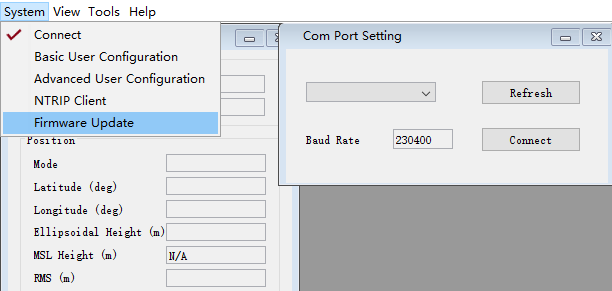 System View Tools Help
Connect
Basic User Configuration
Advanced User Configuration
NTRIP Client
Firmware Update
Position
Mode
Latitude (deg)
Longitude (deg)
Ellipsoidal Height (m)
MSL Height (m) N/A
RMS (m)
Com Port Setting
Refresh
Baud Rate 230400 Connect